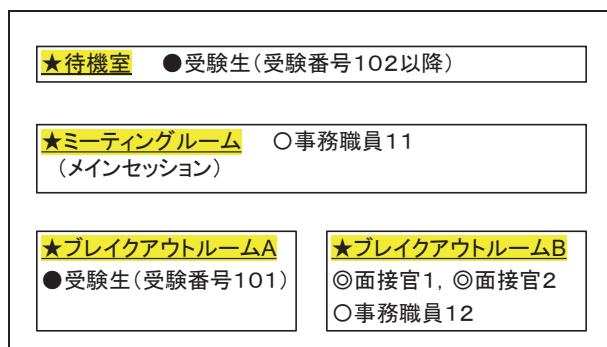 ★待機室　●受験生(受験番号102以降)
★ミーティングルーム　○事務職員11
(メインセッション)
★ブレイクアウトルームA
●受験生(受験番号101)
★ブレイクアウトルームB
◎面接官1，◎面接官2
○事務職員12